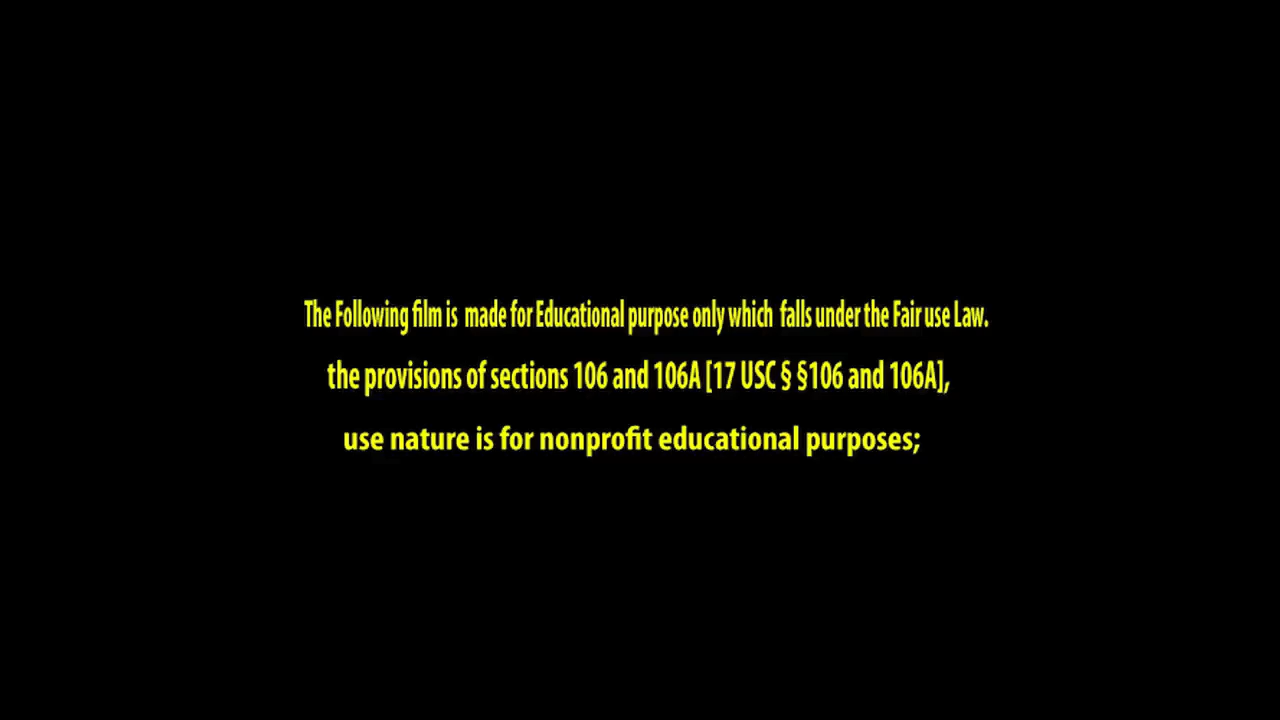 The Following film is made for Educational purpose only which falls under the Fair use Law.
the provisions of sections 106 and 106A [17 USC § §106 and 106A],
use nature is for nonprofit educational purposes;